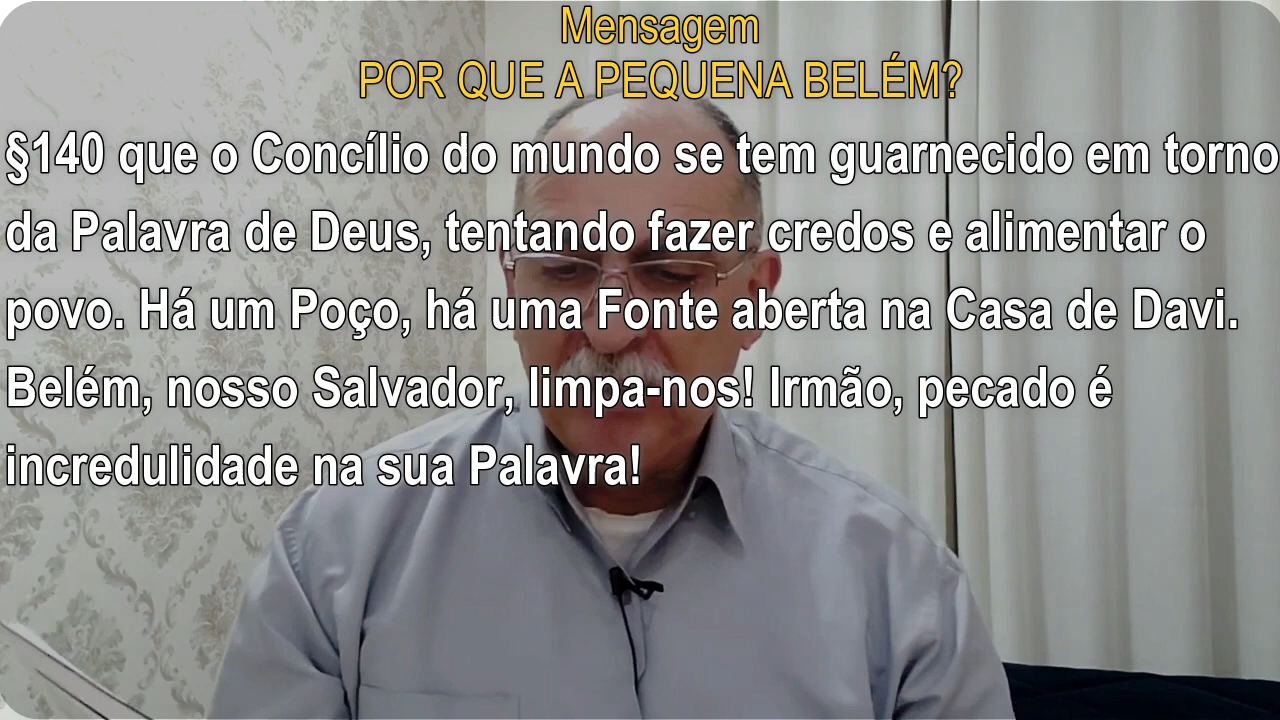 Mensagem
POR QUE A PEQUENA BELÉM?
§140 que o Concílio do mundo se tem guarnecido em torno
da Palavra de Deus, tentando fazer credos e alimentar o
povo. Há um Poço, há uma Fonte aberta na Casa de Davi.
Belém, nosso Salvador, limpa-nos! Irmão, pecado é
incredulidade na sua Palavra!